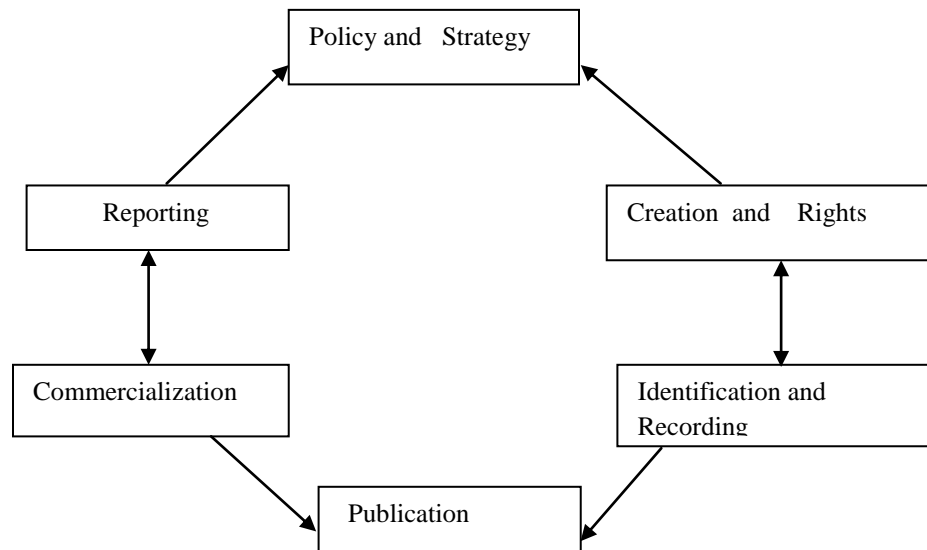 Policy and Strategy
Reporting
Creation and Rights
Commercialization
Identification and
Recording
Publication